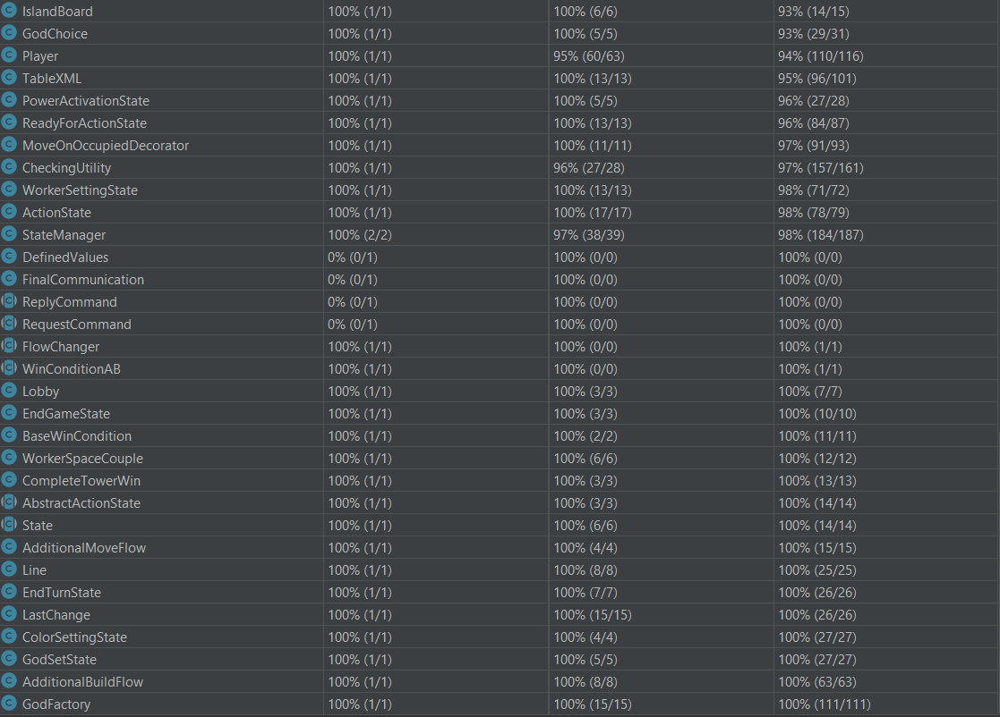 IslandBoard 100% (1/1) 100% (6/6) 93% (14/15)
GodChoice 100% (1/1) 100% (5/5) 93% (29/31)
Player 100% (1/1) 95% (60/63) 94% (110/116)
TableXML 100% (1/1) 100% (13/13) 95% (96/101)
PowerActivationState 100% (1/1) 100% (5/5) 96% (27/28)
ReadyForActionState 100% (1/1) 100% (13/13) 96% (84/87)
MoveOnOccupiedDecorator 100% (1/1) 100% (11/11) 97% (91/93)
CheckingUtility 100% (1/1) 96% (27/28) 97% (157/161)
WorkerSettingState 100% (1/1) 100% (13/13) 98% (71/72)
ActionState 100% (1/1) 100% (17/17) 98% (78/79)
StateManager 100% (2/2) 97% (38/39) 98% (184/187)
DefinedValues 0% (0/1) 100% (0/0) 100% (0/0)
FinalCommunication 0% (0/1) 100% (0/0) 100% (0/0)
ReplyCommand 0% (0/1) 100% (0/0) 100% (0/0)
RequestCommand 0% (0/1) 100% (0/0) 100% (0/0)
FlowChanger 100% (1/1) 100% (0/0) 100% (1/1)
WinConditionAB 100% (1/1) 100% (0/0) 100% (1/1)
Lobby 100% (1/1) 100% (3/3) 100% (7/7)
EndGameState 100% (1/1) 100% (3/3) 100% (10/10)
BaseWinCondition 100% (1/1) 100% (2/2) 100% (11/11)
WorkerSpaceCouple 100% (1/1) 100% (6/6) 100% (12/12)
CompleteTowerWin 100% (1/1) 100% (3/3) 100% (13/13)
AbstractActionState 100% (1/1) 100% (3/3) 100% (14/14)
State 100% (1/1) 100% (6/6) 100% (14/14)
AdditionalMoveFlow 100% (1/1) 100% (4/4) 100% (15/15)
Line 100% (1/1) 100% (8/8) 100% (25/25)
EndTurnState 100% (1/1) 100% (7/7) 100% (26/26)
LastChange 100% (1/1) 100% (15/15) 100% (26/26)
ColorSettingState 100% (1/1) 100% (4/4) 100% (27/27)
GodSetState 100% (1/1) 100% (5/5) 100% (27/27)
AdditionalBuildFlow 100% (1/1) 100% (8/8) 100% (63/63)
GodFactory 100% (1/1) 100% (15/15) 100% (111/111)